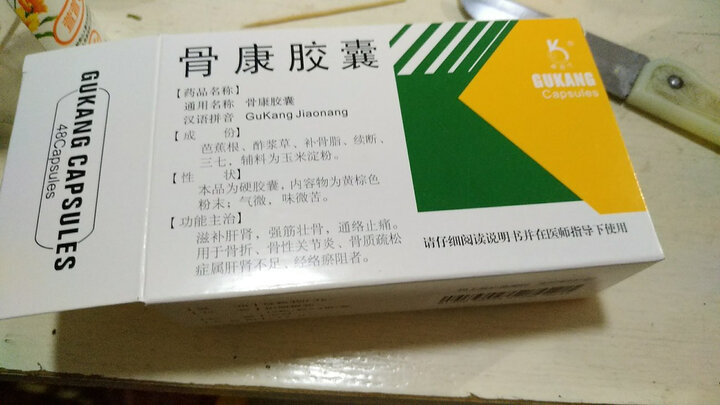 骨康胶囊
【药品名称】
通用名称 骨康胶囊
汉语拼音 GuKang Jiaonang
【成 份】
芭蕉根、酢浆草、补骨脂、续断、
三七,辅料为玉米淀粉。
【性 状】
本品为硬胶囊,内容物为黄棕色
粉末;气微,味微苦。
【功能主治】
滋补肝肾,强筋壮骨,通络止痛。
用于骨折、骨性关节炎、骨质疏松
症属肝肾不足、经络瘀阻者。
GUKANG
Capsules
请仔细阅读说明书并在医师指导下使用
GUKANG CAPSULES
48Capsules